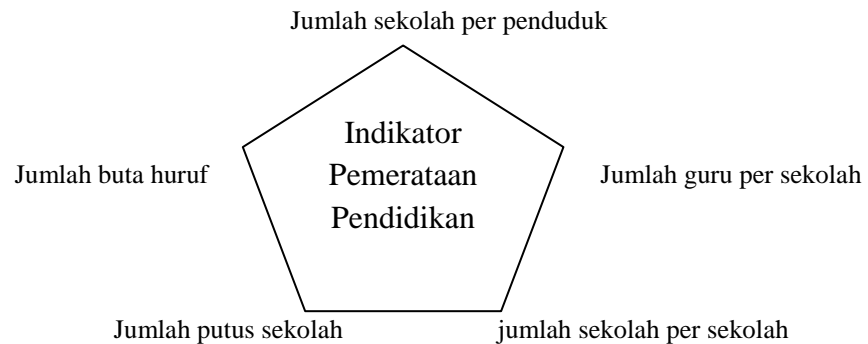 Jumlah sekolah per penduduk
Indikator
Pemerataan
Pendidikan
Jumlah buta huruf
Jumlah guru per sekolah
Jumlah putus sekolah
jumlah sekolah per sekolah